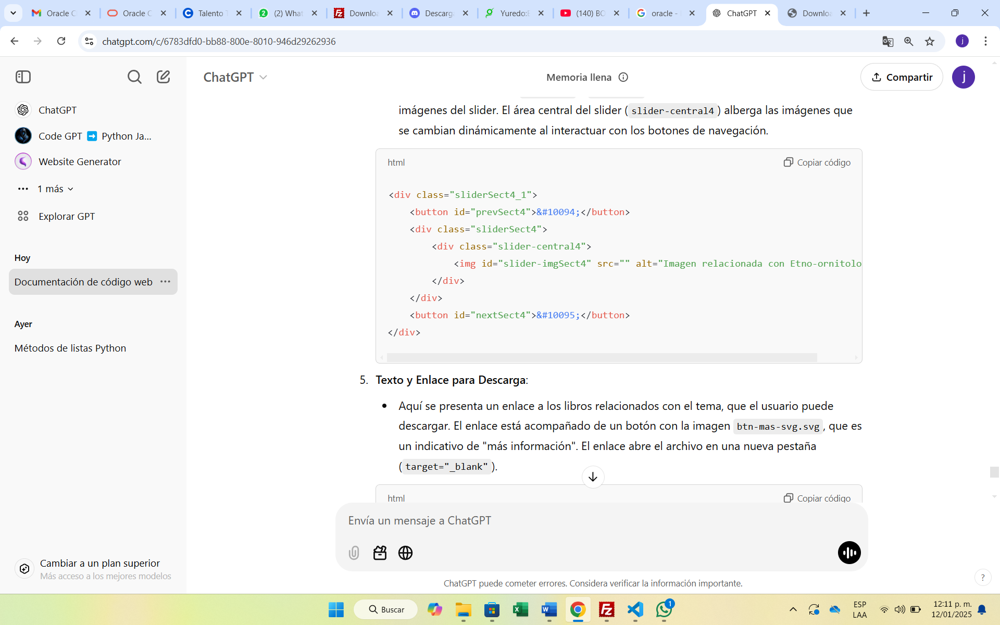 Oracle C
Oracle C
Talento T
(2) What
Downloa
Descarga
Yuredo:E
(140) BO
oracle -
ChatGPT
Downloa
chatgpt.com/c/6783dfd0-bb88-800e-8010-946d29262936
j
ChatGPT
Memoria llena
Compartir
j
ChatGPT
Code GPT ➡ Python Ja...
Website Generator
1 más
Explorar GPT
Hoy
Documentación de código web
Ayer
Métodos de listas Python
Cambiar a un plan superior
Más acceso a los mejores modelos
imágenes del slider. El área central del slider (slider-central4) alberga las imágenes que
se cambian dinámicamente al interactuar con los botones de navegación.
html
Copiar código
<div class="sliderSect4_1">
<button id="prevSect4">&#10094;</button>
<div class="sliderSect4">
<div class="slider-central4">
<img id="slider-imgSect4" src="" alt="Imagen relacionada con Etno-ornitolo
</div>
</div>
<button id="nextSect4">&#10095;</button>
</div>
5. Texto y Enlace para Descarga:
• Aquí se presenta un enlace a los libros relacionados con el tema, que el usuario puede
descargar. El enlace está acompañado de un botón con la imagen btn-mas-svg.svg, que es
un indicativo de "más información". El enlace abre el archivo en una nueva pestaña
(target="_blank").
html
Copiar código
Envía un mensaje a ChatGPT
ChatGPT puede cometer errores. Considera verificar la información importante.
?
Buscar
1
ESP
LAA
12:11 p. m.
12/01/2025